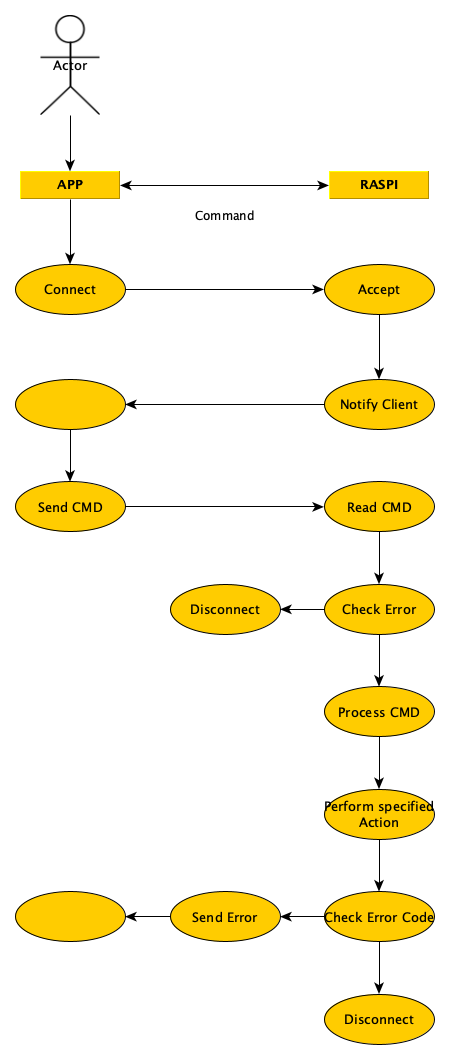 Actor
APP
RASPI
Command
Connect
Accept
Notify Client
Send CMD
Read CMD
Disconnect
Check Error
Process CMD
Perform specified
Action
Send Error
Check Error Code
Disconnect